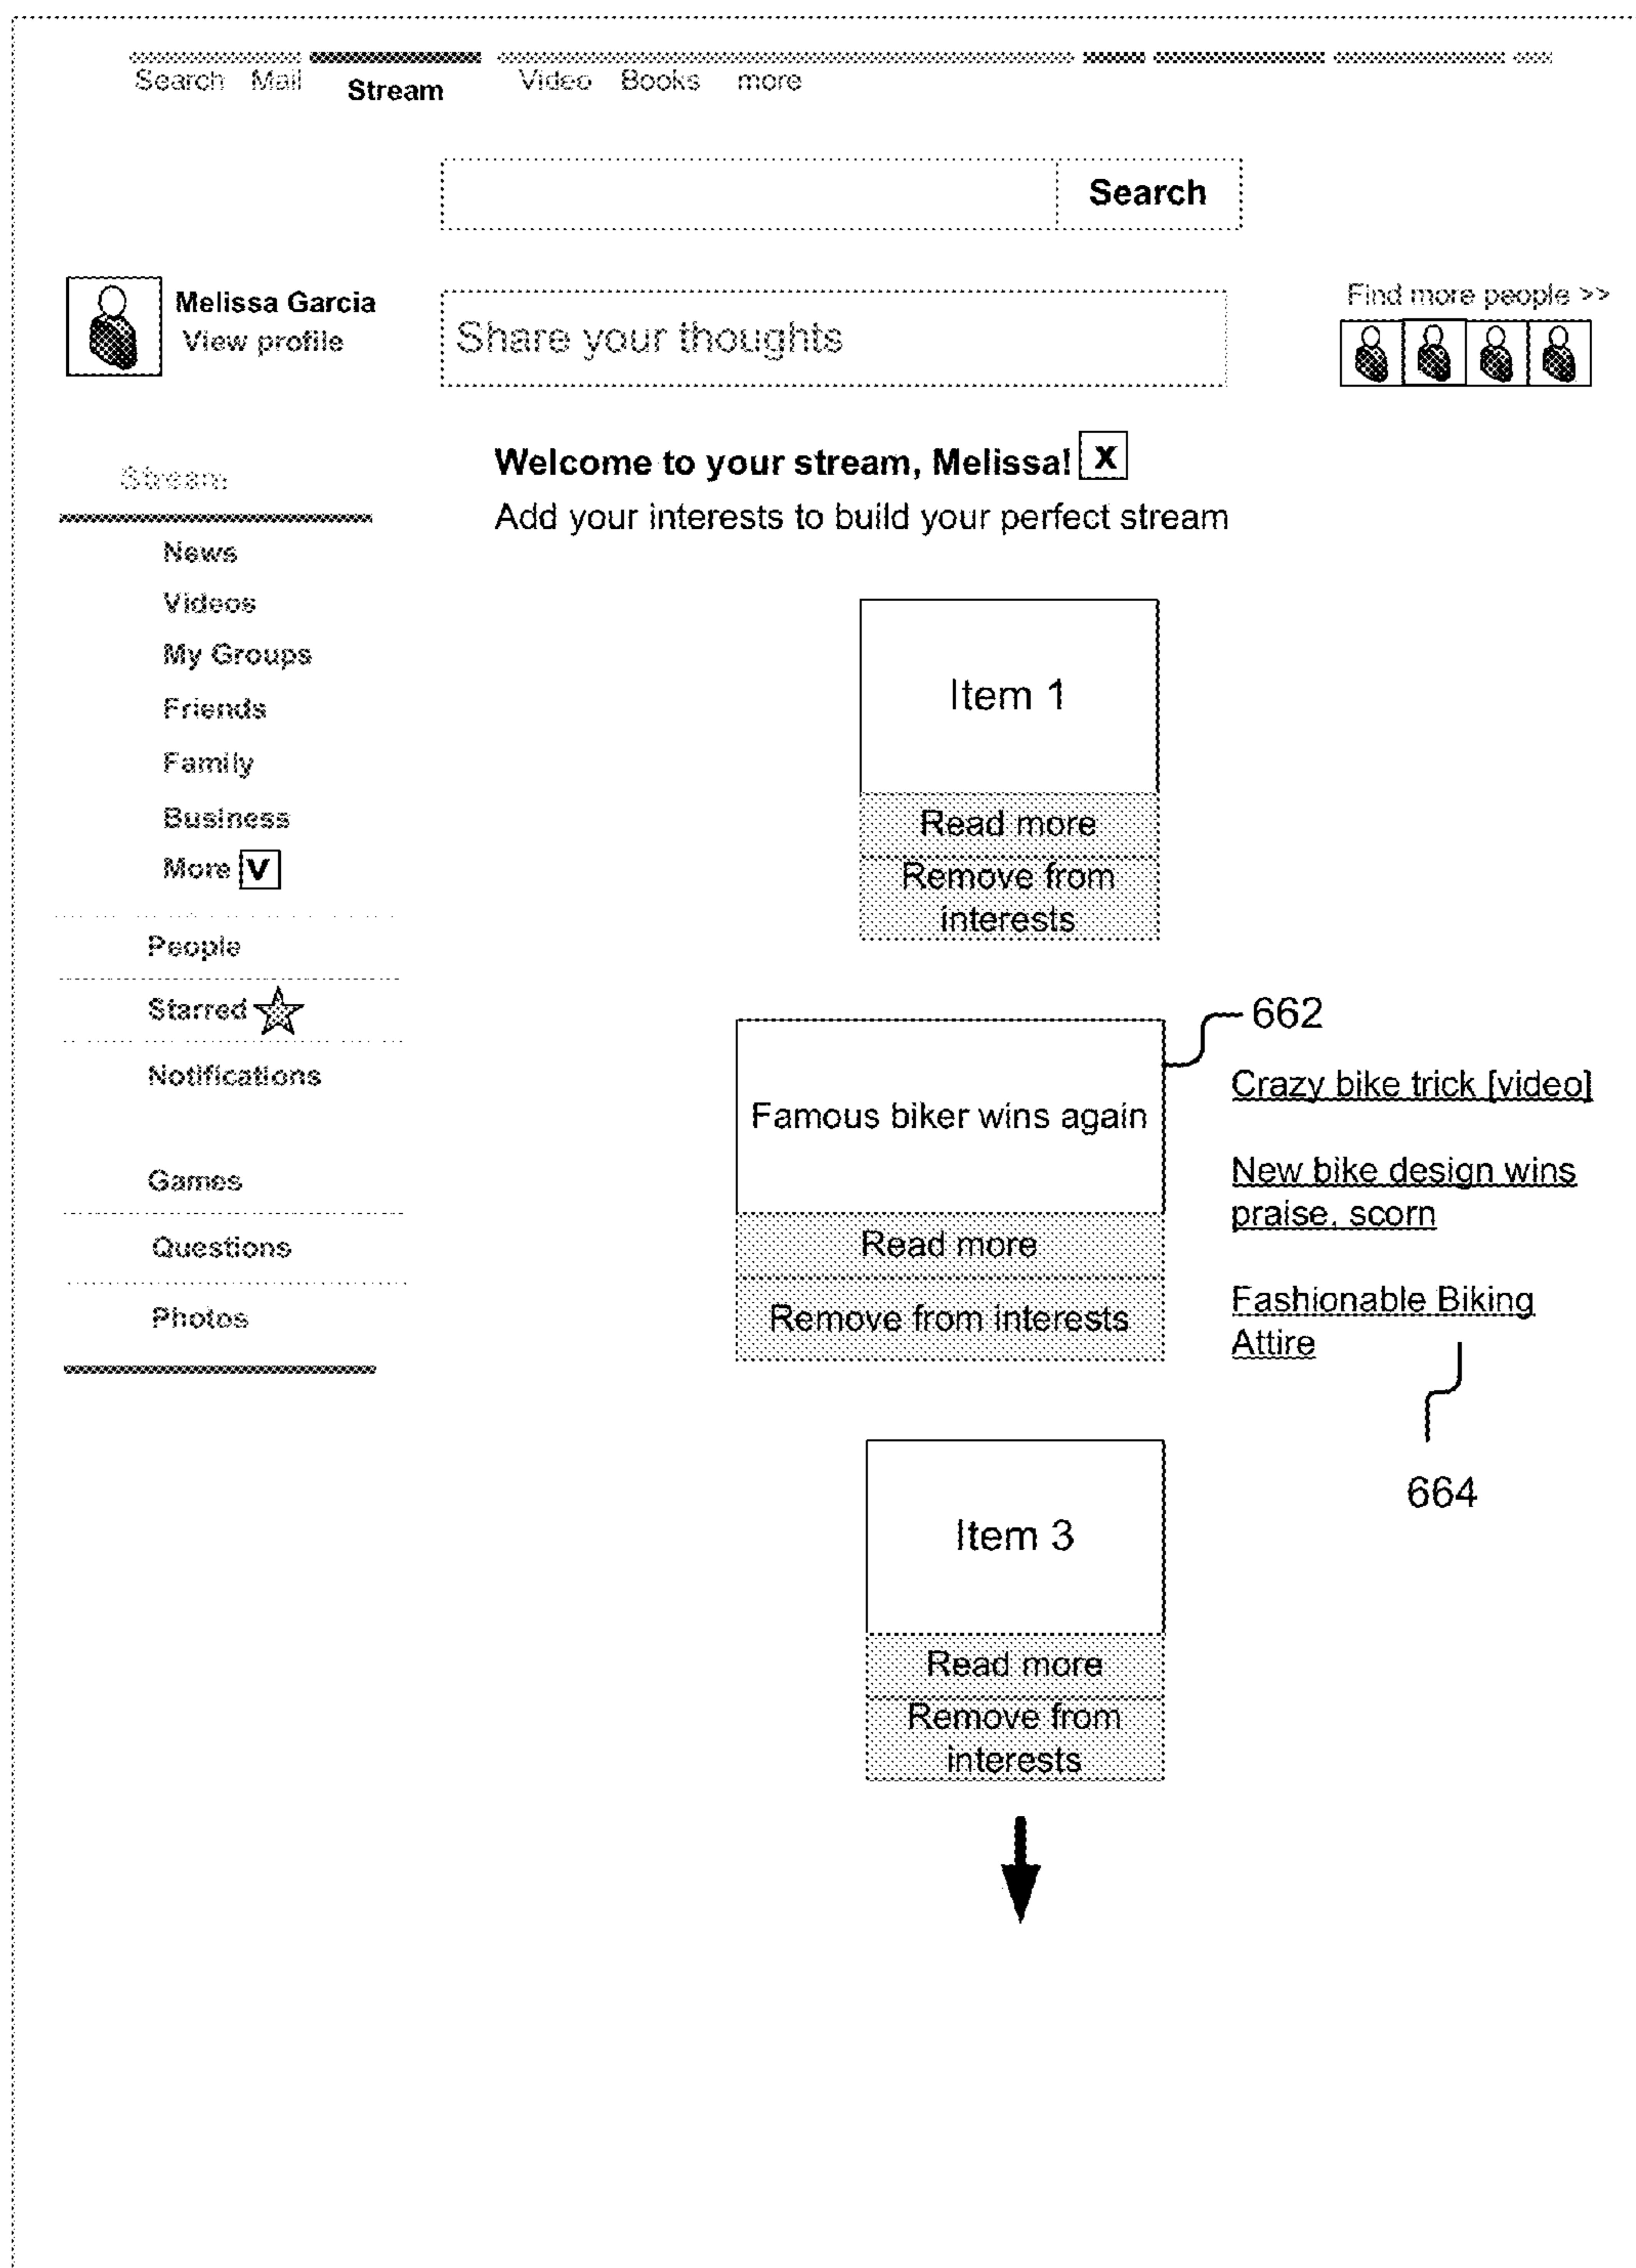 Search Mail Stream Video Books more
Search
Melissa Garcia
View profile
Share your thoughts
Find more people >>
Welcome to your stream, Melissa! X
Add your interests to build your perfect stream
Stream
News
Videos
My Groups
Friends
Family
Business
More V
People
Starred
Notifications
Games
Questions
Photos
Item 1
Read more
Remove from
interests
662
Famous biker wins again
Read more
Remove from interests
Crazy bike trick [video]
New bike design wins
praise, scorn
Fashionable Biking
Attire
664
Item 3
Read more
Remove from
interests